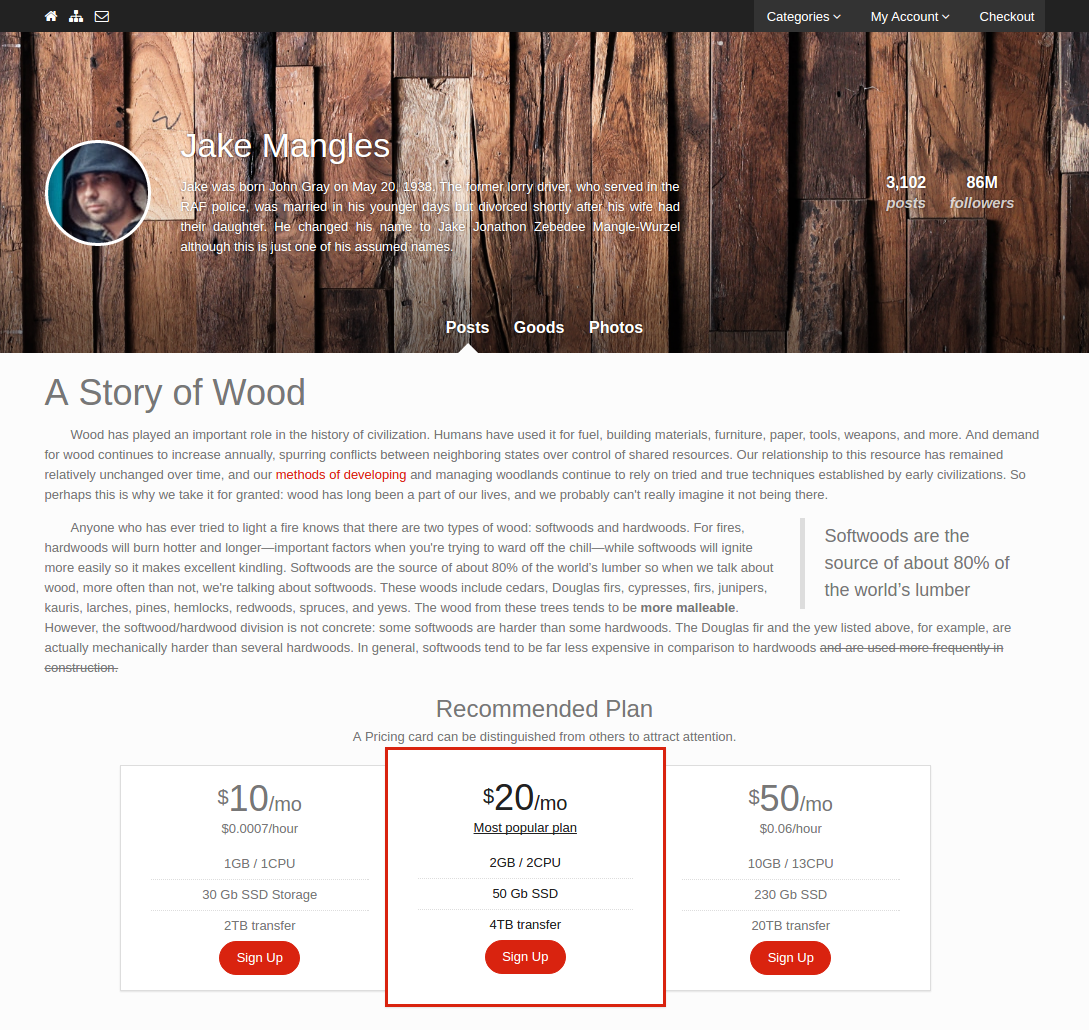 Categories My Account Checkout
Jake Mangles
Jake was born John Gray on May 20, 1938. The former lorry driver, who served in the
RAF police, was married in his younger days but divorced shortly after his wife had
their daughter. He changed his name to Jake Jonathon Zebedee Mangle-Wurzel
although this is just one of his assumed names.
3,102 86M
posts followers
Posts Goods Photos
A Story of Wood
Wood has played an important role in the history of civilization. Humans have used it for fuel, building materials, furniture, paper, tools, weapons, and more. And demand
for wood continues to increase annually, spurring conflicts between neighboring states over control of shared resources. Our relationship to this resource has remained
relatively unchanged over time, and our methods of developing and managing woodlands continue to rely on tried and true techniques established by early civilizations. So
perhaps this is why we take it for granted: wood has long been a part of our lives, and we probably can't really imagine it not being there.
Anyone who has ever tried to light a fire knows that there are two types of wood: softwoods and hardwoods. For fires,
hardwoods will burn hotter and longer—important factors when you're trying to ward off the chill—while softwoods will ignite
more easily so it makes excellent kindling. Softwoods are the source of about 80% of the world’s lumber so when we talk about
wood, more often than not, we're talking about softwoods. These woods include cedars, Douglas firs, cypresses, firs, junipers,
kauris, larches, pines, hemlocks, redwoods, spruces, and yews. The wood from these trees tends to be more malleable.
However, the softwood/hardwood division is not concrete: some softwoods are harder than some hardwoods. The Douglas fir and the yew listed above, for example, are
actually mechanically harder than several hardwoods. In general, softwoods tend to be far less expensive in comparison to hardwoods and are used more frequently in
construction.
Softwoods are the
source of about 80% of
the world’s lumber
Recommended Plan
A Pricing card can be distinguished from others to attract attention.
$10/mo
$0.0007/hour
1GB / 1CPU
30 Gb SSD Storage
2TB transfer
Sign Up
$20/mo
Most popular plan
2GB / 2CPU
50 Gb SSD
4TB transfer
Sign Up
$50/mo
$0.06/hour
10GB / 13CPU
230 Gb SSD
20TB transfer
Sign Up